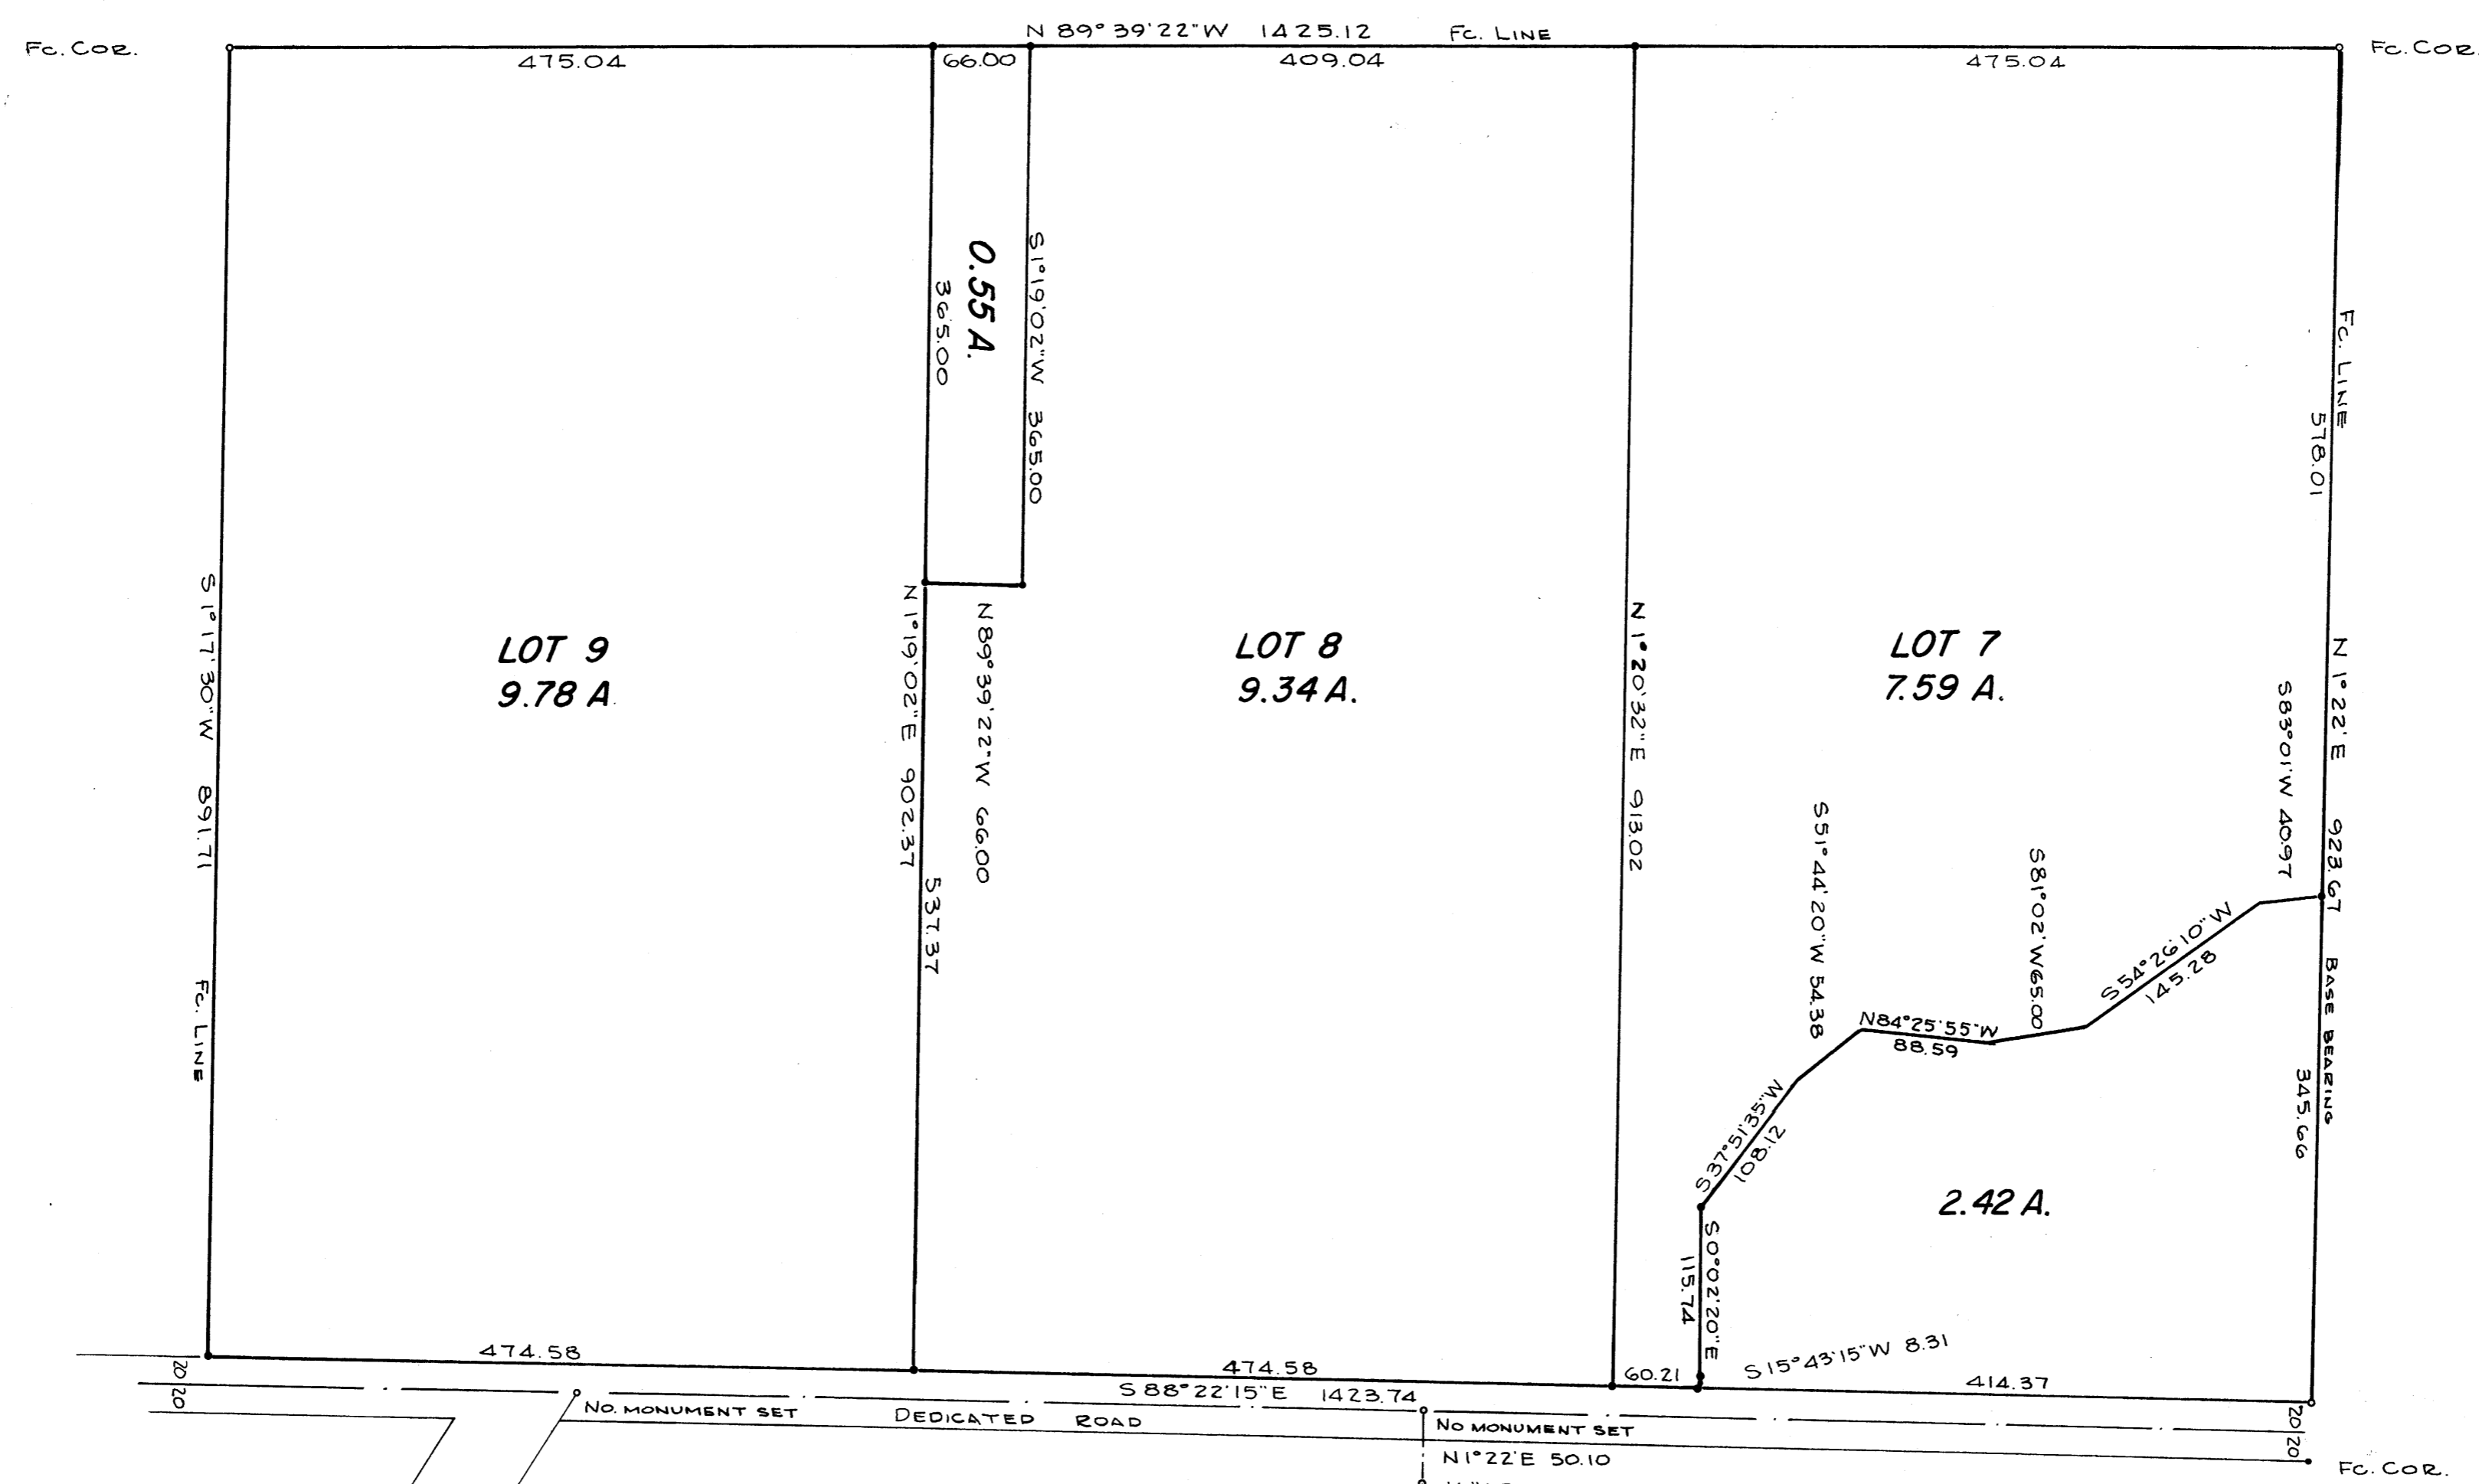 N 89°39'22"W 1425.12 Fc. LINE
Fc. COR.
Fc. COR.
475.04
66.00
409.04
475.04
0.55 A.
365.00
S 1°19'02"W 365.00
Fc. LINE
578.01
S 1°17'30"W 891.71
Fc. LINE
LOT 9
9.78 A.
N 1°19'02"E 902.37
537.37
N 89°39'22"W 66.00
LOT 8
9.34 A.
N 1°20'32"E 913.02
LOT 7
7.59 A.
N 1°22'E 923.67 BASE BEARING
S83°01'W 40.97
S54°26'10"W
145.28
S81°02'W 65.00
N84°25'55"W
88.59
S51°44'20"W 54.38
S37°51'35"W
108.12
345.66
2.42 A.
S0°02'20"E
115.74
S 15°43'15"W 8.31
474.58
474.58
60.21
414.37
20 20
S 88°22'15"E 1423.74
NO. MONUMENT SET
DEDICATED ROAD
NO MONUMENT SET
20 20
N 1°22'E 50.10
Fc. COR.